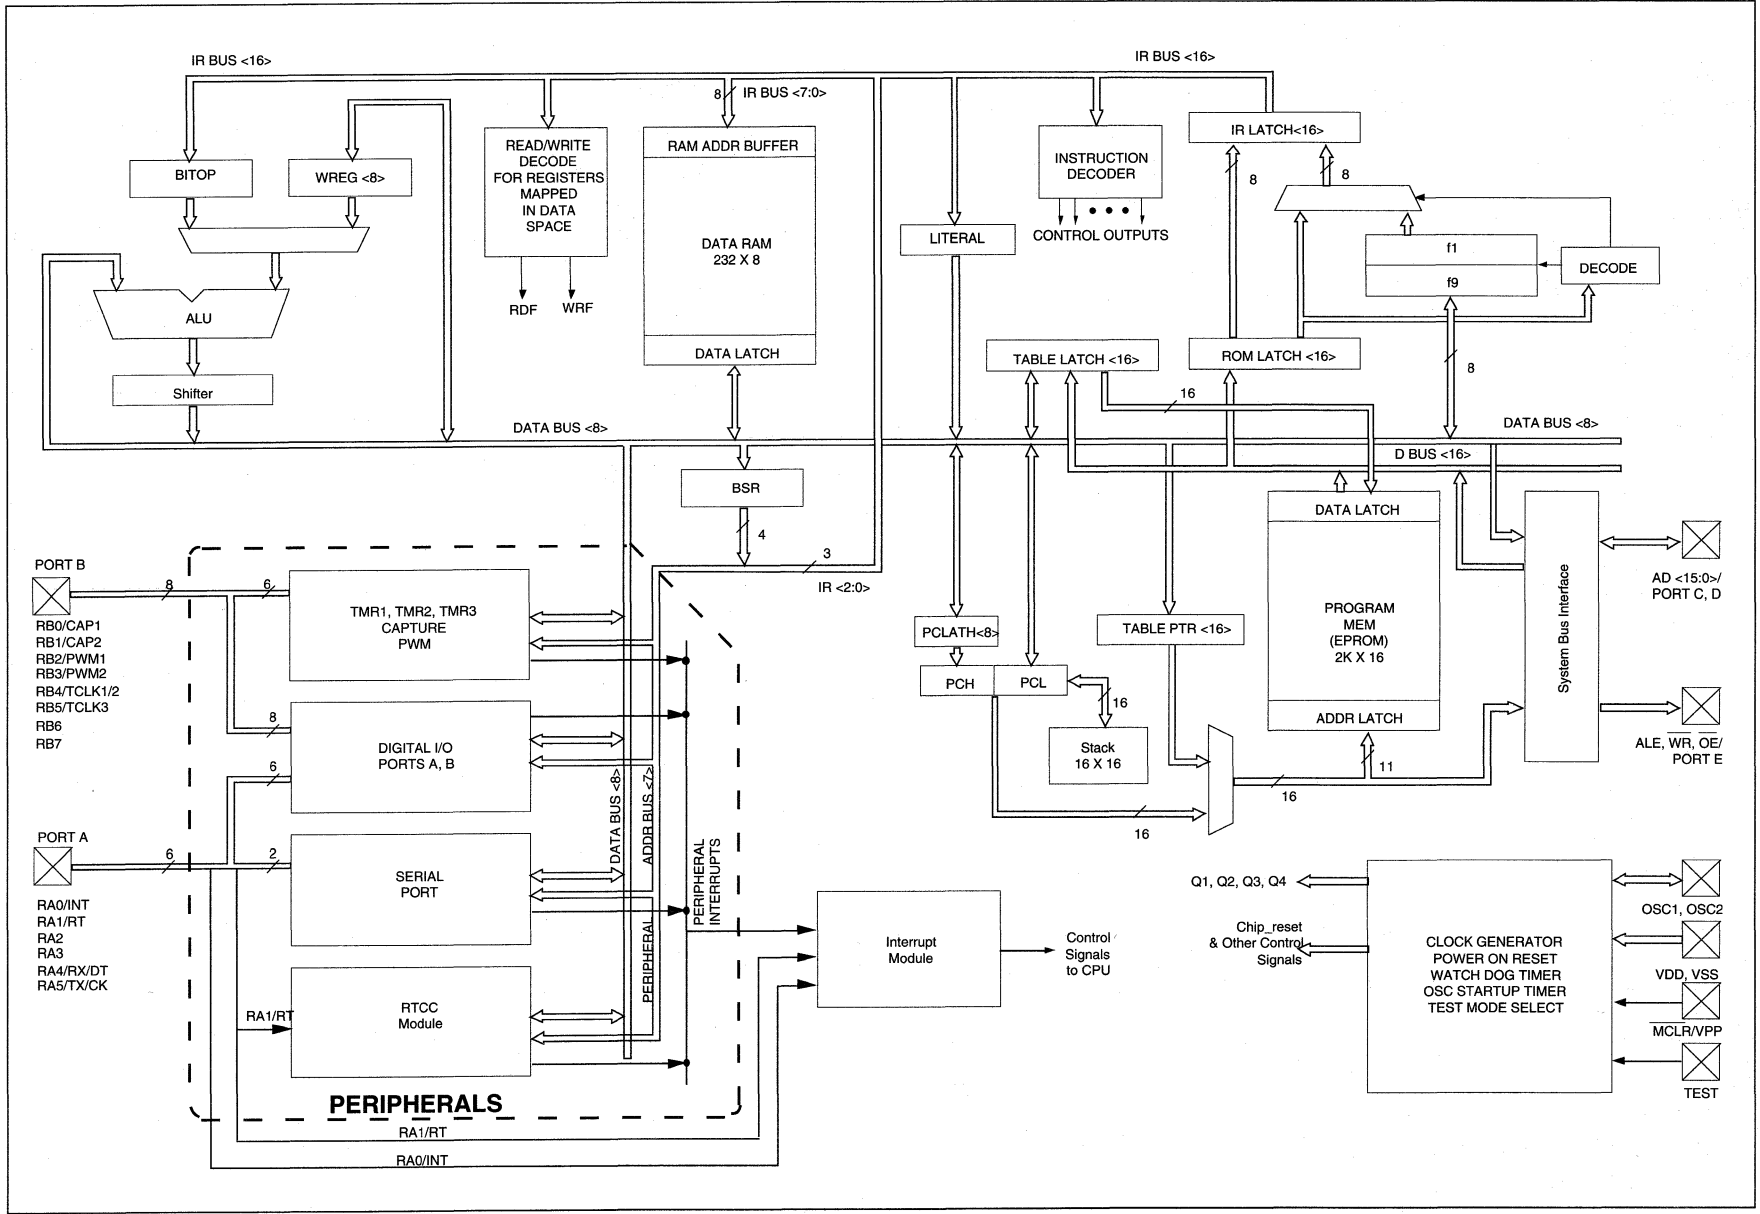 IR BUS <16>
IR BUS <16>
8
IR BUS <7:0>
BITOP
WREG <8>
READ/WRITE
DECODE
FOR REGISTERS
MAPPED
IN DATA
SPACE
RDF
WRF
RAM ADDR BUFFER
DATA RAM
232 X 8
DATA LATCH
LITERAL
INSTRUCTION
DECODER
CONTROL OUTPUTS
IR LATCH<16>
8
8
f1
f9
DECODE
ALU
Shifter
TABLE LATCH <16>
ROM LATCH <16>
16
8
DATA BUS <8>
DATA BUS <8>
D BUS <16>
BSR
4
3
IR <2:0>
PORT B
8
6
RB0/CAP1
RB1/CAP2
RB2/PWM1
RB3/PWM2
RB4/TCLK1/2
RB5/TCLK3
RB6
RB7
TMR1, TMR2, TMR3
CAPTURE
PWM
8
DIGITAL I/O
PORTS A, B
6
PORT A
6
2
RA0/INT
RA1/RT
RA2
RA3
RA4/RX/DT
RA5/TX/CK
SERIAL
PORT
RA1/RT
RTCC
Module
DATA BUS <8>
PERIPHERAL ADDR BUS <7>
PERIPHERAL
INTERRUPTS
PERIPHERALS
RA1/RT
RA0/INT
PCLATH<8>
PCH
PCL
16
Stack
16 X 16
TABLE PTR <16>
16
16
11
DATA LATCH
PROGRAM
MEM
(EPROM)
2K X 16
ADDR LATCH
System Bus Interface
AD <15:0>/
PORT C, D
ALE, WR, OE/
PORT E
Interrupt
Module
Control
Signals
to CPU
Q1, Q2, Q3, Q4
Chip_reset
& Other Control
Signals
CLOCK GENERATOR
POWER ON RESET
WATCH DOG TIMER
OSC STARTUP TIMER
TEST MODE SELECT
OSC1, OSC2
VDD, VSS
MCLR/VPP
TEST